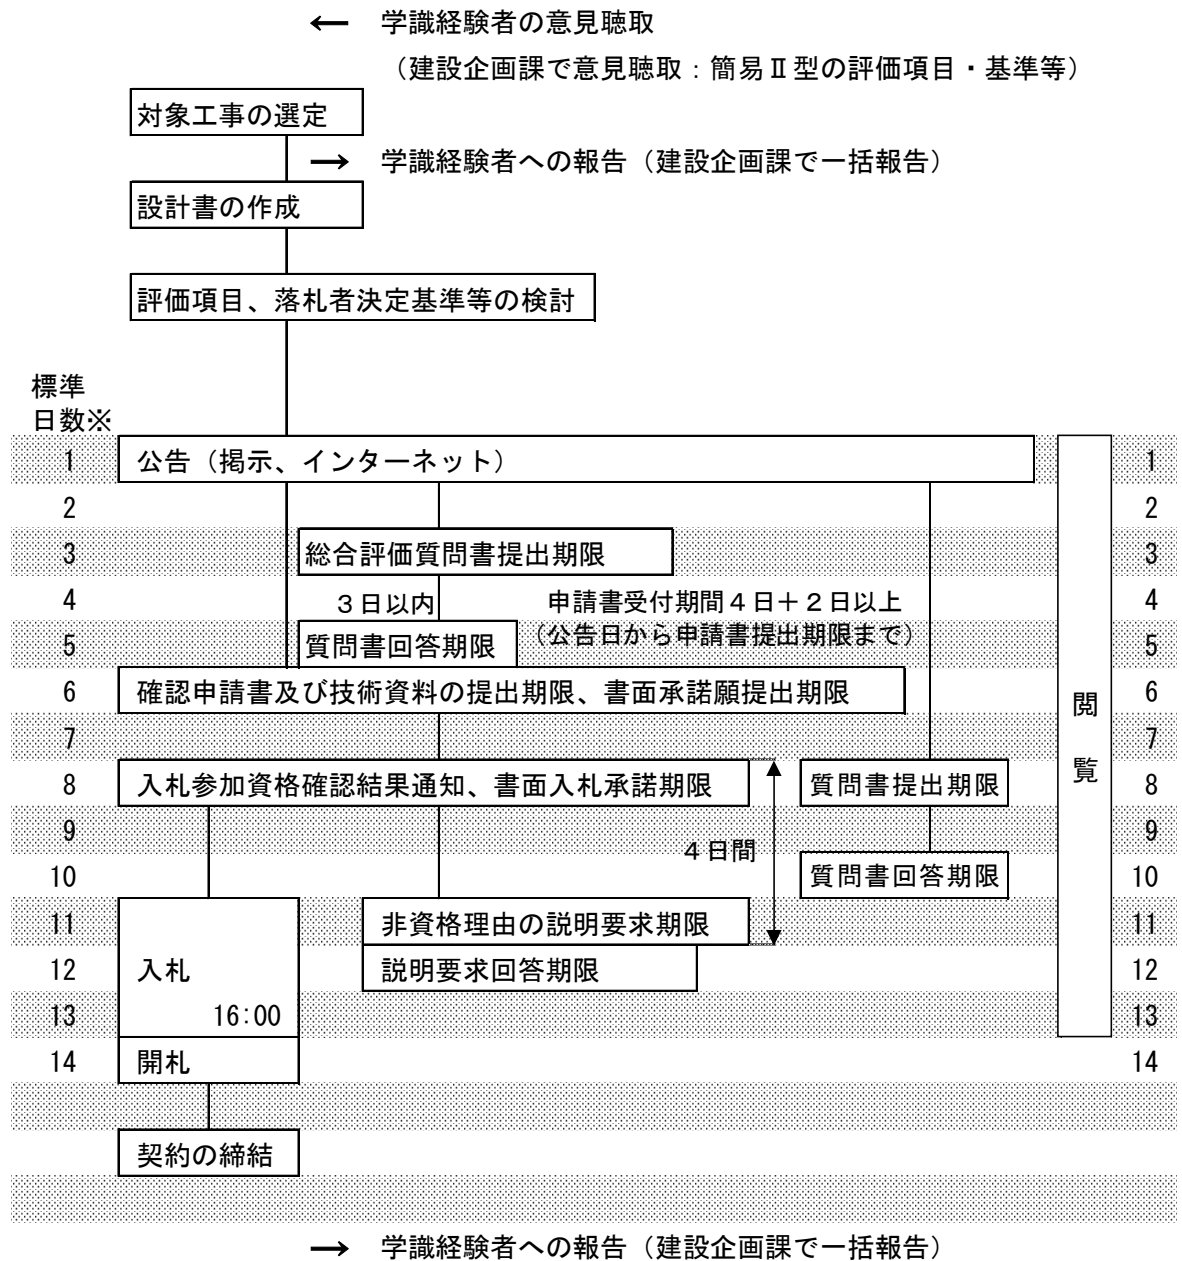 ← 学識経験者の意見聴取
（建設企画課で意見聴取：簡易Ⅱ型の評価項目・基準等）
対象工事の選定
→ 学識経験者への報告（建設企画課で一括報告）
設計書の作成
評価項目、落札者決定基準等の検討
標準
日数※
1 公告（掲示、インターネット） 1
2 2
3 総合評価質問書提出期限 3
4 ３日以内 申請書受付期間４日＋２日以上 4
5 質問書回答期限 （公告日から申請書提出期限まで） 5
6 確認申請書及び技術資料の提出期限、書面承諾願提出期限 6
閲
7 7
覧
8 入札参加資格確認結果通知、書面入札承諾期限 質問書提出期限 8
9 9
４日間
10 質問書回答期限 10
11 非資格理由の説明要求期限 11
12 入札 説明要求回答期限 12
13 16:00 13
14 開札 14
契約の締結
→ 学識経験者への報告（建設企画課で一括報告）